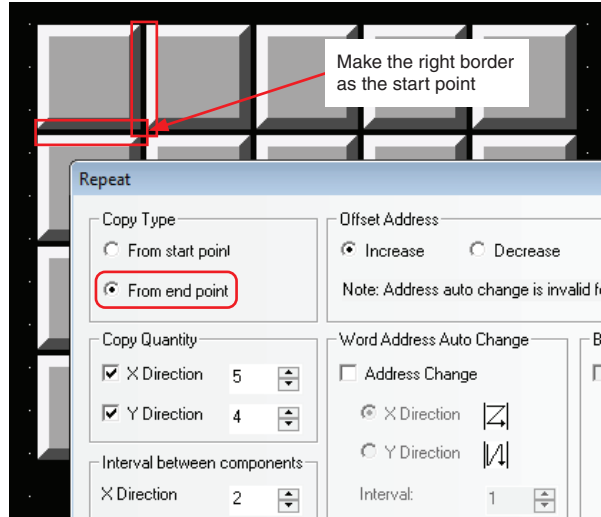 Make the right border
as the start point
Repeat
Copy Type
From start point
From end point
Offset Address
Increase
Decrease
Note: Address auto change is invalid
Copy Quantity
X Direction 5
Y Direction 4
Word Address Auto Change
Address Change
X Direction
Y Direction
Interval: 1
B
Interval between components
X Direction 2